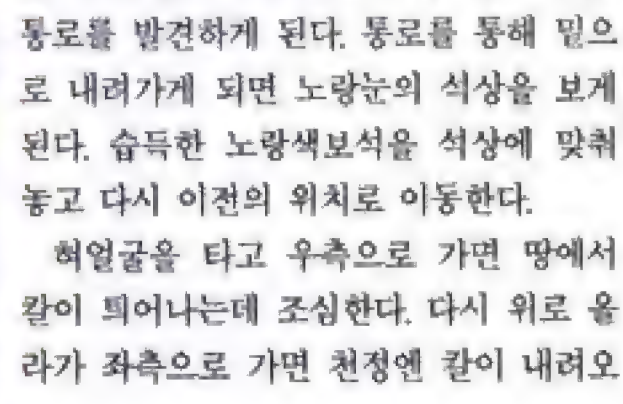 통로를 발견하게 된다. 통로를 통해 밑으
로 내려가게 되면 노랑눈의 석상을 보게
된다. 습득한 노랑색보석을 석상에 맞춰
놓고 다시 이전의 위치로 이동한다.
혀얼굴을 타고 우측으로 가면 땅에서
칼이 튀어나는데 조심한다. 다시 위로 올
라가 좌측으로 가면 천정엔 칼이 내려오